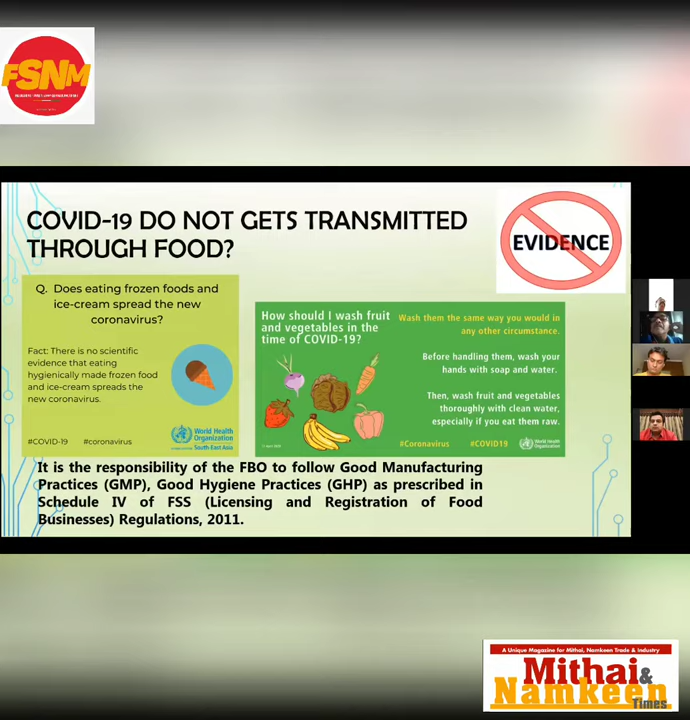 FSNM
COVID-19 DO NOT GETS TRANSMITTED
THROUGH FOOD?
EVIDENCE
Q. Does eating frozen foods and
ice-cream spread the new
coronavirus?
Fact: There is no scientific
evidence that eating
hygienically made frozen food
and ice-cream spreads the
new coronavirus.
#COVID-19 #coronavirus
World Health
Organization
South East Asia
How should I wash fruit
and vegetables in the
time of COVID-19?
Wash them the same way you would in
any other circumstance.
Before handling them, wash your
hands with soap and water.
Then, wash fruit and vegetables
thoroughly with clean water,
especially if you eat them raw.
#Coronavirus #COVID19
World Health
Organization
It is the responsibility of the FBO to follow Good Manufacturing
Practices (GMP), Good Hygiene Practices (GHP) as prescribed in
Schedule IV of FSS (Licensing and Registration of Food
Businesses) Regulations, 2011.
A Unique Magazine for Mithai, Namkeen Trade & Industry
Mithai &
Namkeen
Times